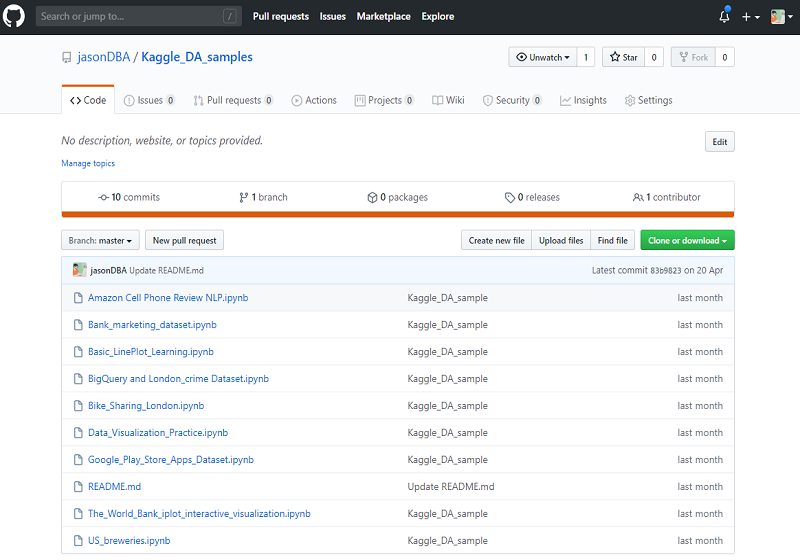 Search or jump to... /
Pull requests Issues Marketplace Explore
jasonDBA / Kaggle_DA_samples
Unwatch 1 Star 0 Fork 0
Code Issues 0 Pull requests 0 Actions Projects 0 Wiki Security 0 Insights Settings
No description, website, or topics provided. Edit
Manage topics
10 commits 1 branch 0 packages 0 releases 1 contributor
Branch: master New pull request Create new file Upload files Find file Clone or download
jasonDBA Update README.md Latest commit 83b9823 on 20 Apr
Amazon Cell Phone Review NLP.ipynb Kaggle_DA_sample last month
Bank_marketing_dataset.ipynb Kaggle_DA_sample last month
Basic_LinePlot_Learning.ipynb Kaggle_DA_sample last month
BigQuery and London_crime Dataset.ipynb Kaggle_DA_sample last month
Bike_Sharing_London.ipynb Kaggle_DA_sample last month
Data_Visualization_Practice.ipynb Kaggle_DA_sample last month
Google_Play_Store_Apps_Dataset.ipynb Kaggle_DA_sample last month
README.md Update README.md last month
The_World_Bank_iplot_interactive_visualization.ipynb Kaggle_DA_sample last month
US_breweries.ipynb Kaggle_DA_sample last month